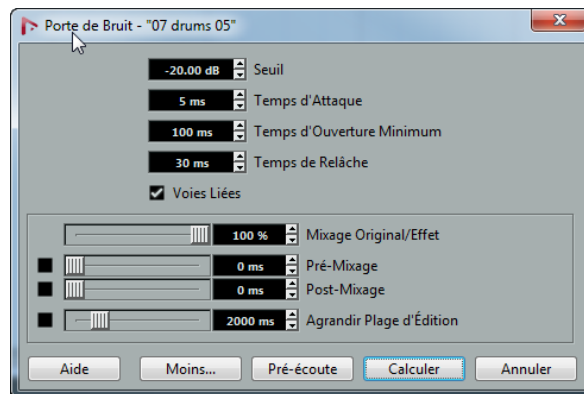 Porte de Bruit - "07 drums 05"
-20.00 dB Seuil
5 ms Temps d'Attaque
100 ms Temps d'Ouverture Minimum
30 ms Temps de Relâche
Voies Liées
100 % Mixage Original/Effet
0 ms Pré-Mixage
0 ms Post-Mixage
2000 ms Agrandir Plage d'Édition
Aide Moins... Pré-écoute Calculer Annuler